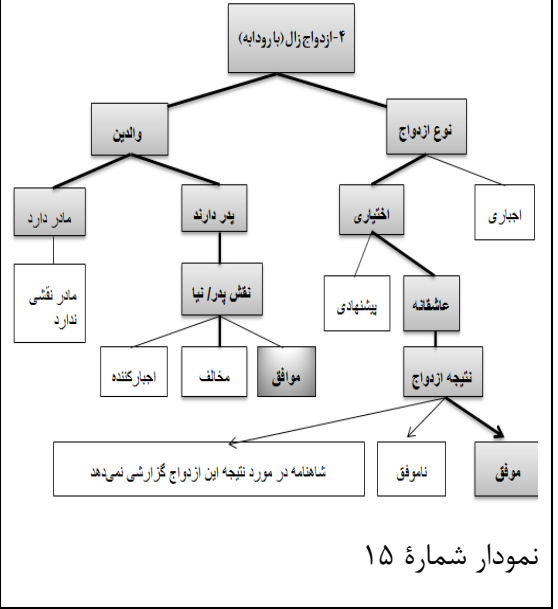 ۴-ازدواج زال(با رودابه)
نوع ازدواج
والدین
اجباری
اختیاری
پدر دارند
مادر دارد
عاشقانه
پیشنهادی
نقش پدر/ نیا
مادر نقشی
ندارد
نتیجه ازدواج
موافق
مخالف
اجبارکننده
موفق
ناموفق
شاهنامه در مورد نتیجه این ازدواج گزارشی نمی‌دهد
نمودار شمارهٔ ۱۵